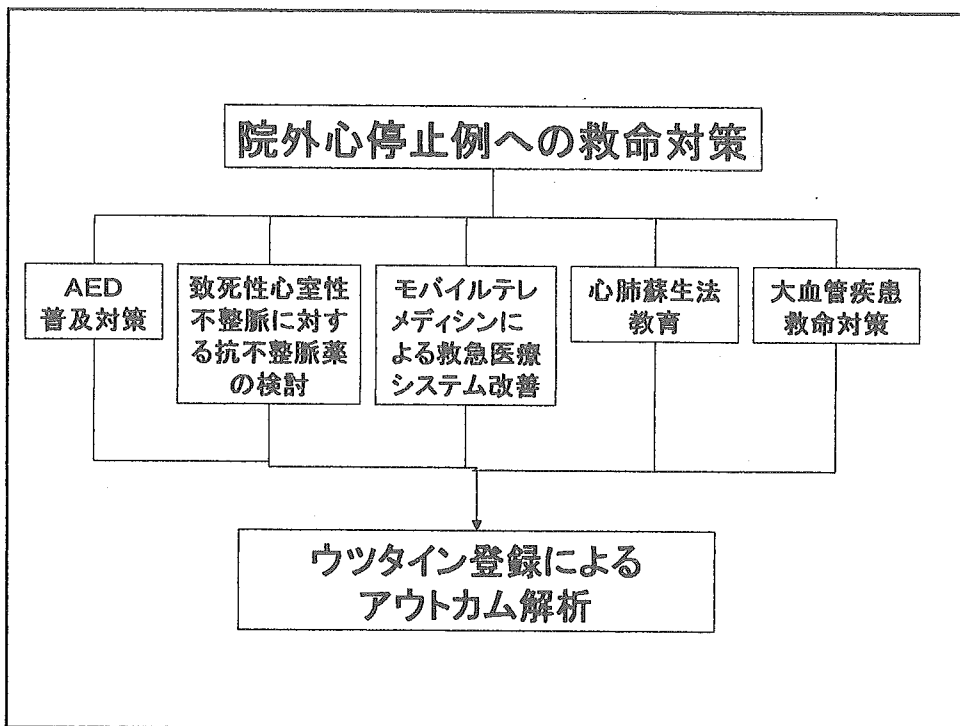 院外心停止例への救命対策
AED
普及対策
致死性心室性
不整脈に対す
る抗不整脈薬
の検討
モバイルテレ
メディシンに
よる救急医療
システム改善
心肺蘇生法
教育
大血管疾患
救命対策
ウツタイン登録による
アウトカム解析